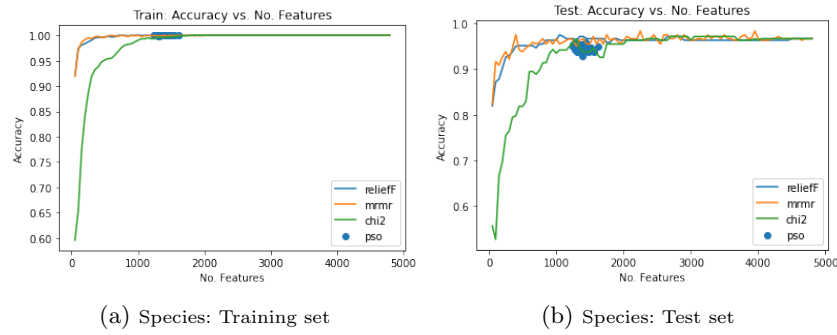 Train: Accuracy vs. No. Features
1.00
0.95
0.90
0.85
0.80
0.75
0.70
0.65
0.60
Accuracy
0
1000
2000
3000
4000
5000
No. Features
reliefF
mrmr
chi2
pso
(a) Species: Training set
Test: Accuracy vs. No. Features
1.0
0.9
0.8
0.7
0.6
Accuracy
0
1000
2000
3000
4000
5000
No. Features
reliefF
mrmr
chi2
pso
(b) Species: Test set